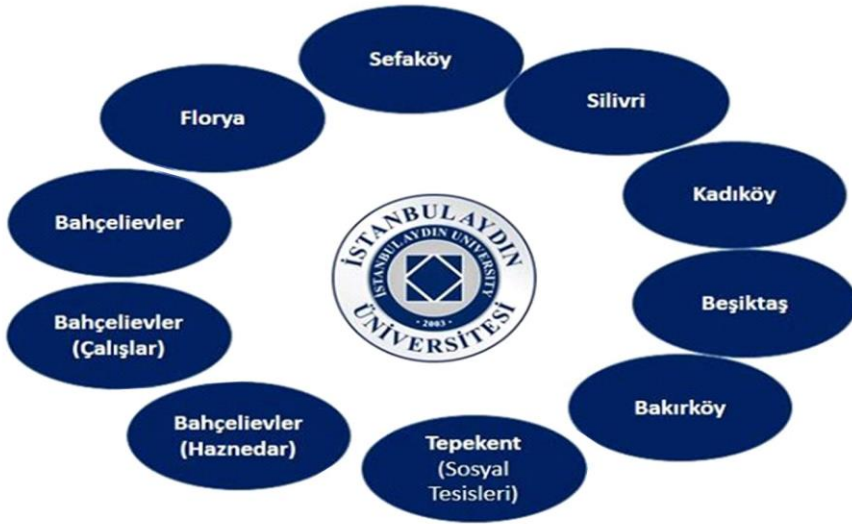 Sefaköy
Silivri
Florya
Kadıköy
Bahçelievler
İSTANBUL AYDIN
ÜNİVERSİTESİ
İSTANBUL AYDIN UNIVERSITY
• 2003 •
Beşiktaş
Bahçelievler
(Çalışlar)
Bakırköy
Bahçelievler
(Haznedar)
Tepekent
(Sosyal
Tesisleri)